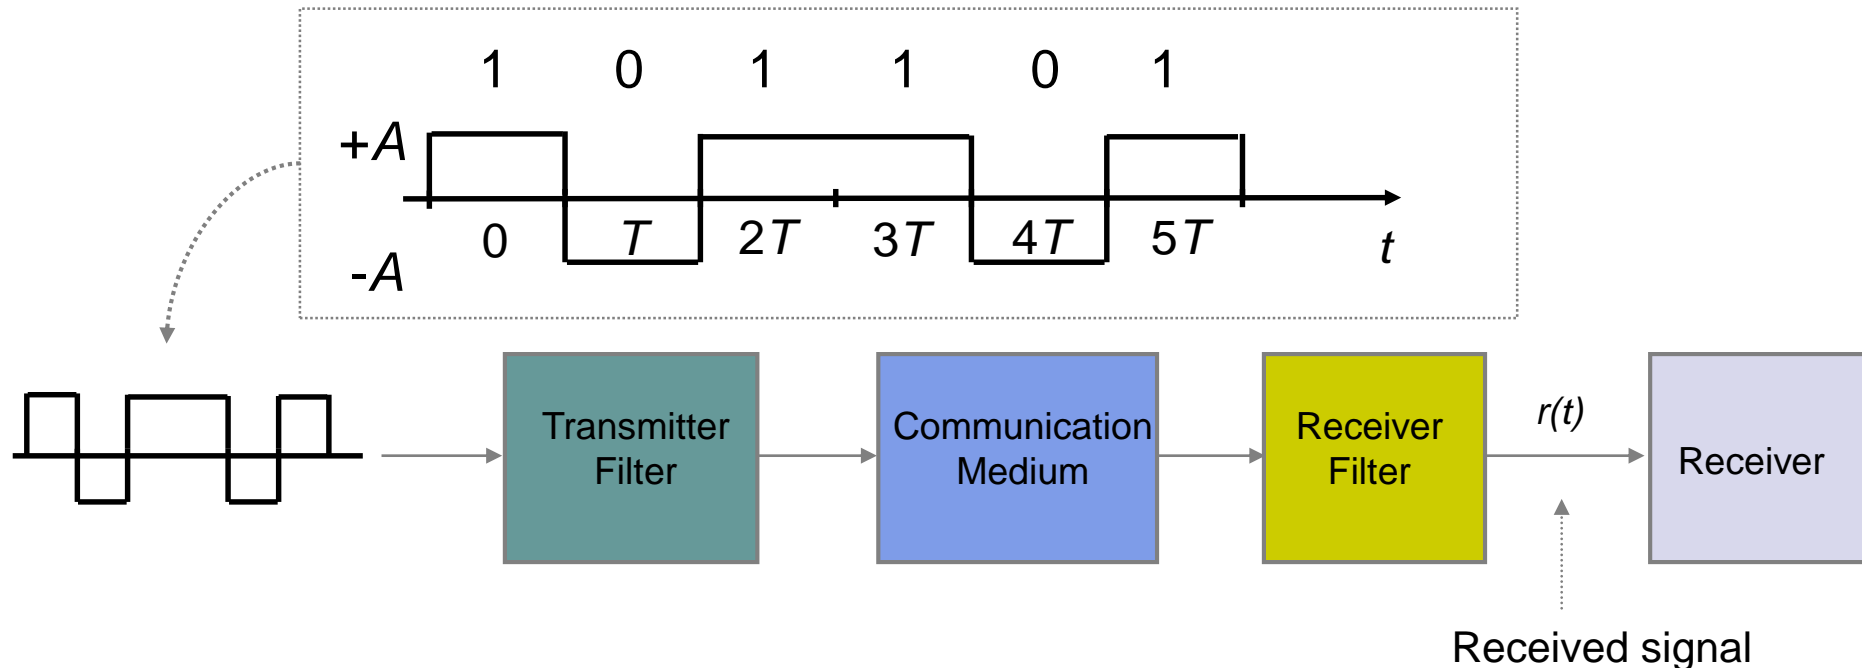 1 0 1 1 0 1
+A
0 T 2T 3T 4T 5T t
-A
Transmitter
Filter
Communication
Medium
Receiver
Filter
r(t)
Receiver
Received signal